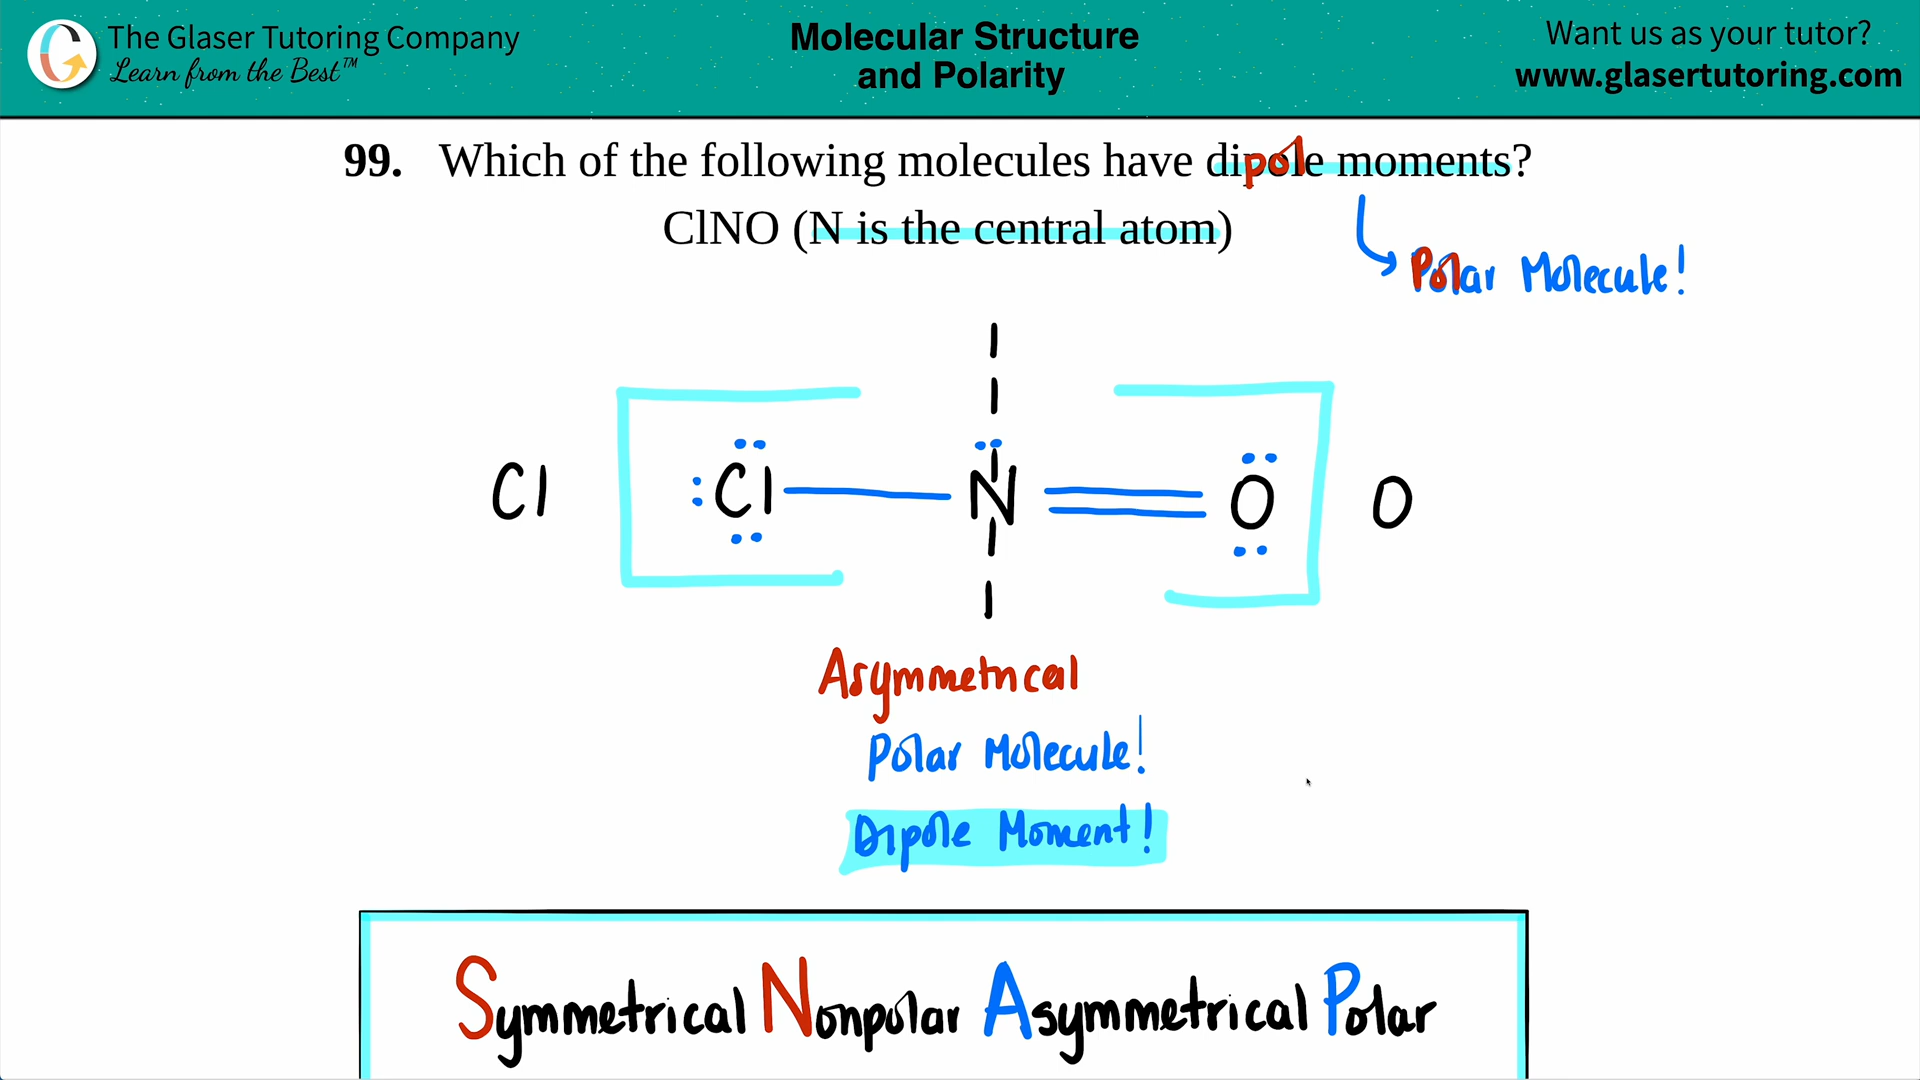 The Glaser Tutoring Company
Learn from the Best™
Molecular Structure
and Polarity
Want us as your tutor?
www.glasertutoring.com
99. Which of the following molecules have dipole moments?
ClNO (N is the central atom)
Polar Molecule!
Cl :Cl N O O
Asymmetrical
Polar Molecule!
Dipole Moment!
Symmetrical Nonpolar Asymmetrical Polar